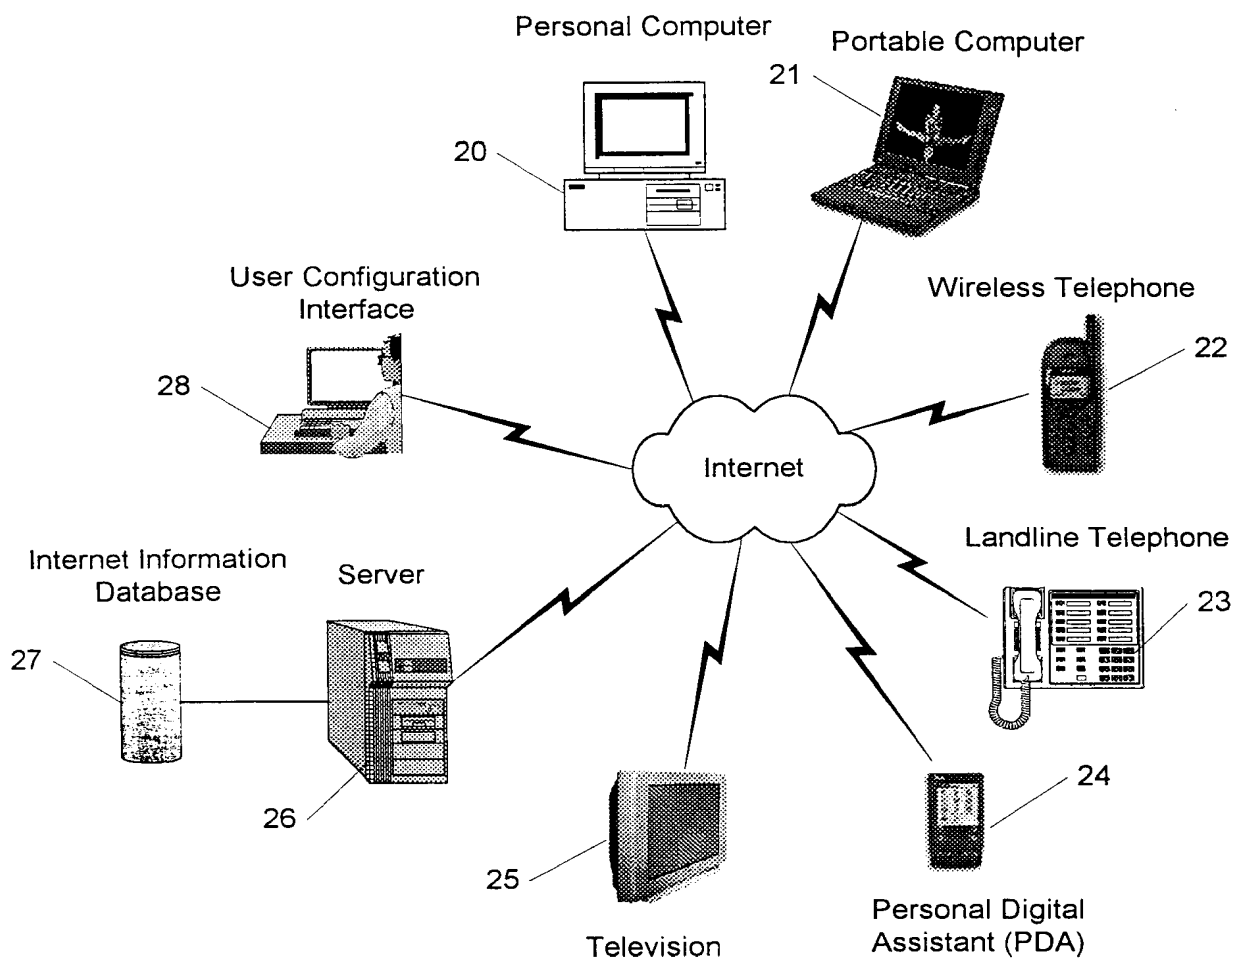 Personal Computer
Portable Computer
21
20
User Configuration
Interface
Wireless Telephone
22
28
Internet
Landline Telephone
Internet Information
Database
Server
23
27
24
26
25
Personal Digital
Assistant (PDA)
Television